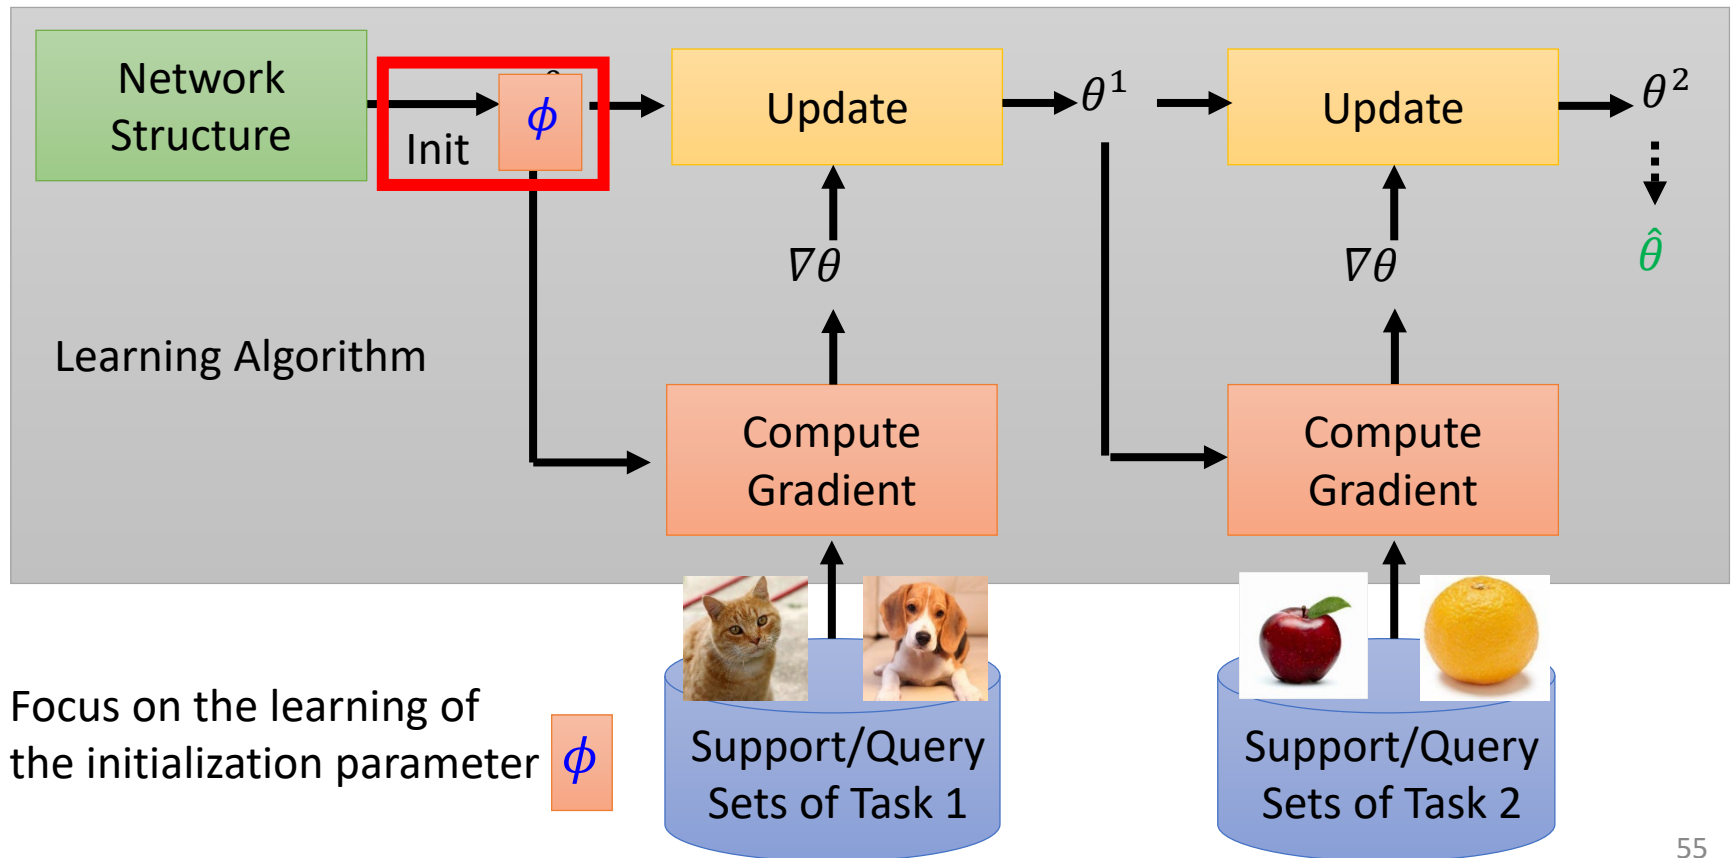 Network
Structure
Init
ϕ
Update
θ¹
Update
θ²
∇θ
∇θ
θ̂
Learning Algorithm
Compute
Gradient
Compute
Gradient
Focus on the learning of
the initialization parameter ϕ
Support/Query
Sets of Task 1
Support/Query
Sets of Task 2
55